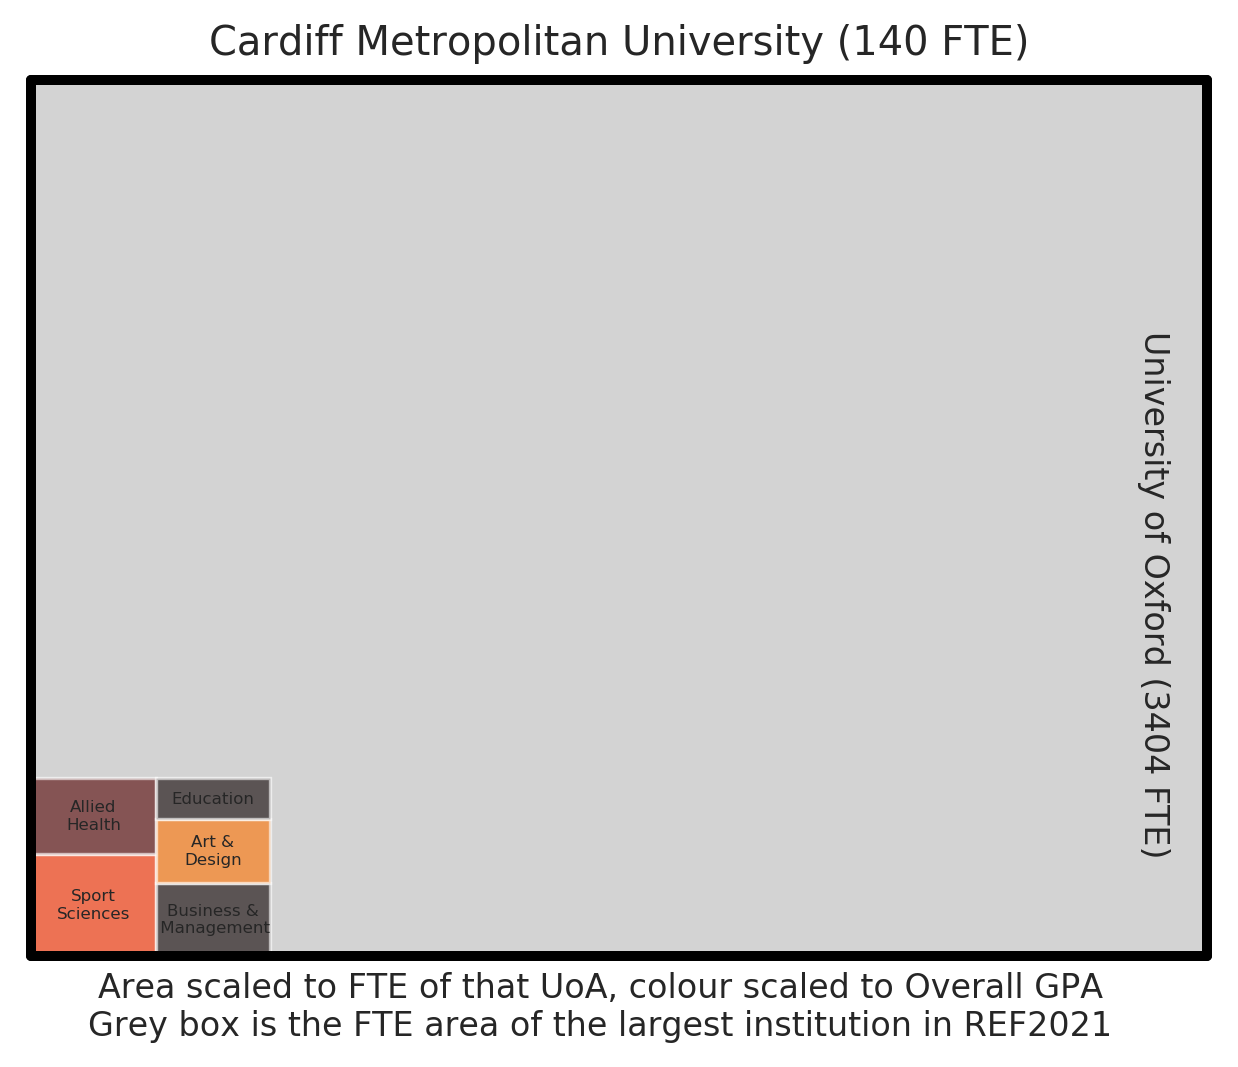 Cardiff Metropolitan University (140 FTE)
University of Oxford (3404 FTE)
Allied
Health
Education
Art &
Design
Sport
Sciences
Business &
Management
Area scaled to FTE of that UoA, colour scaled to Overall GPA
Grey box is the FTE area of the largest institution in REF2021